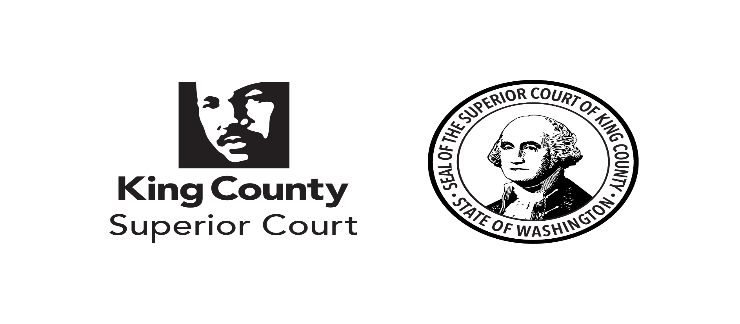 King County
Superior Court
SEAL OF THE SUPERIOR COURT OF KING COUNTY
• STATE OF WASHINGTON •